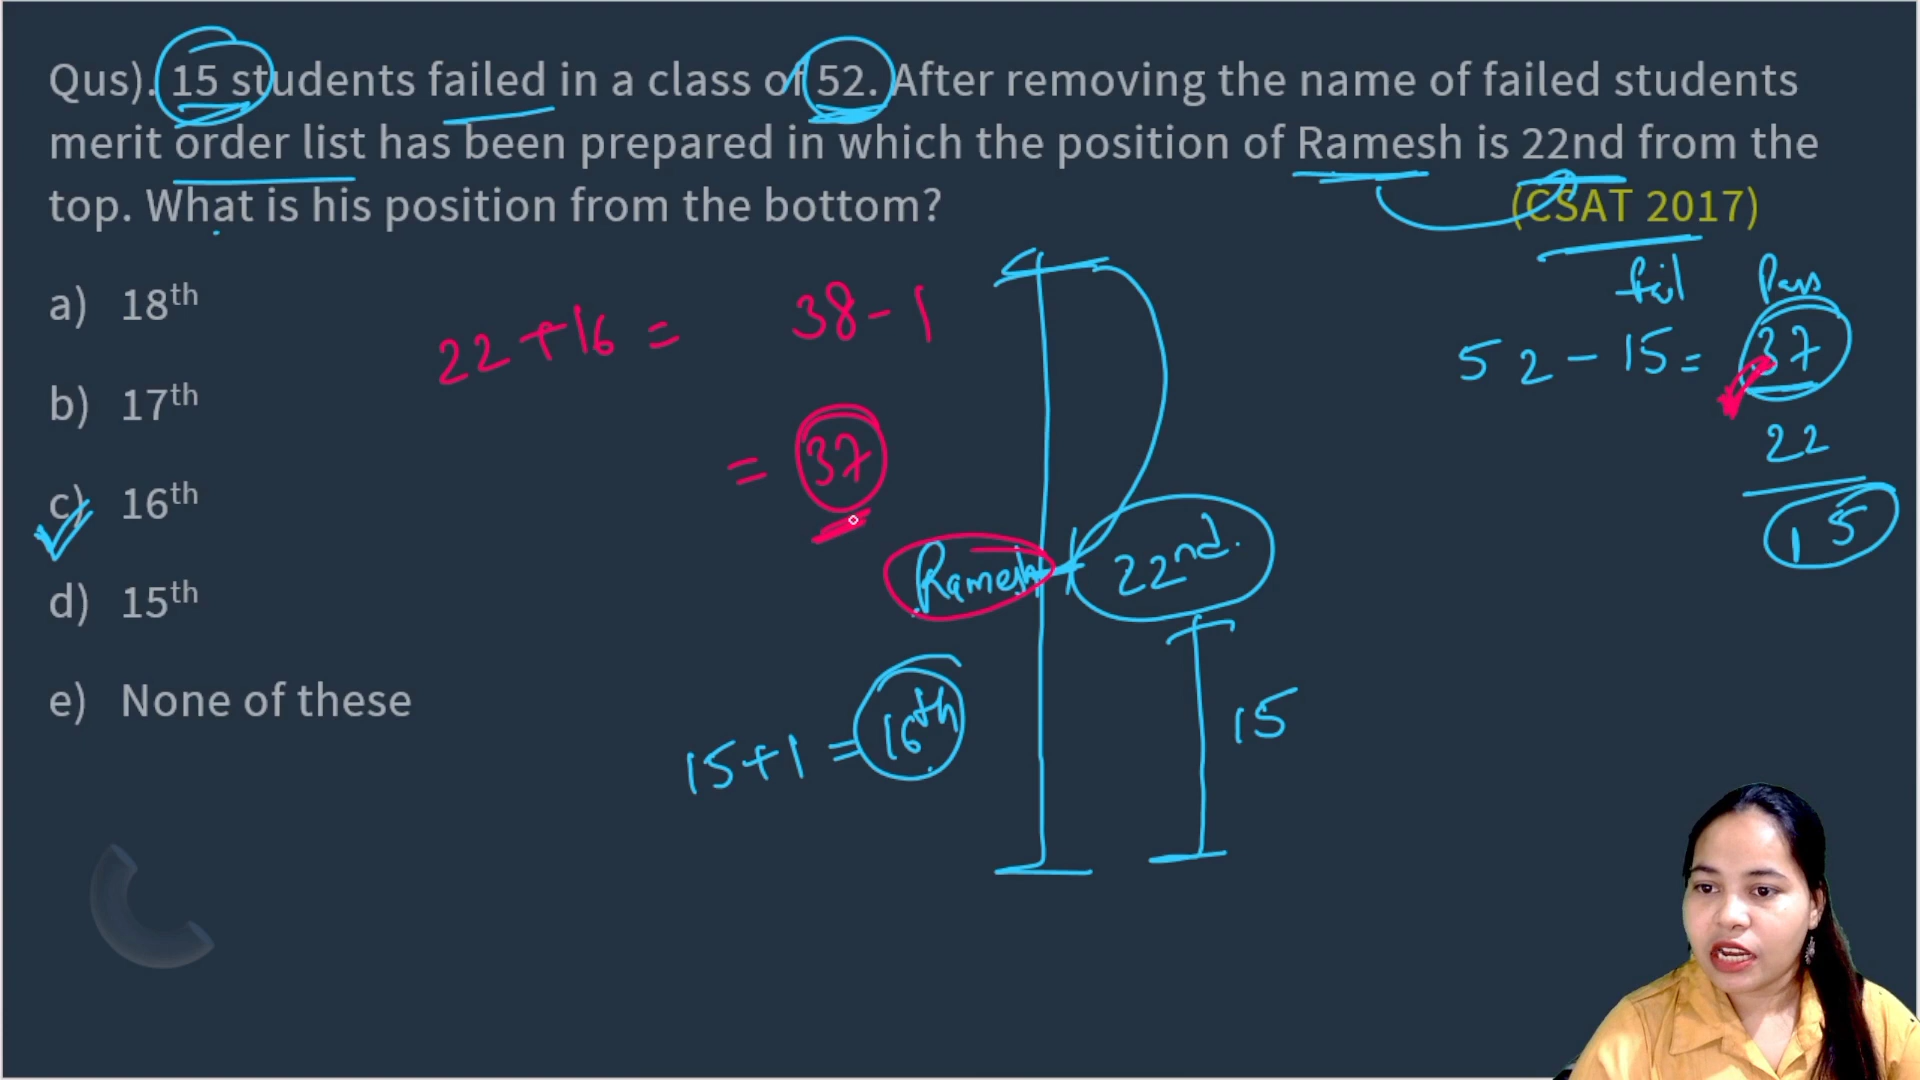 Qus). 15 students failed in a class of 52. After removing the name of failed students
merit order list has been prepared in which the position of Ramesh is 22nd from the
top. What is his position from the bottom? (CSAT 2017)
fail Pass
52-15= 37
22
15
a) 18th
b) 17th
c) 16th
d) 15th
e) None of these
22+16= 38-1
= 37
Ramesh 22nd.
15+1=16th
15